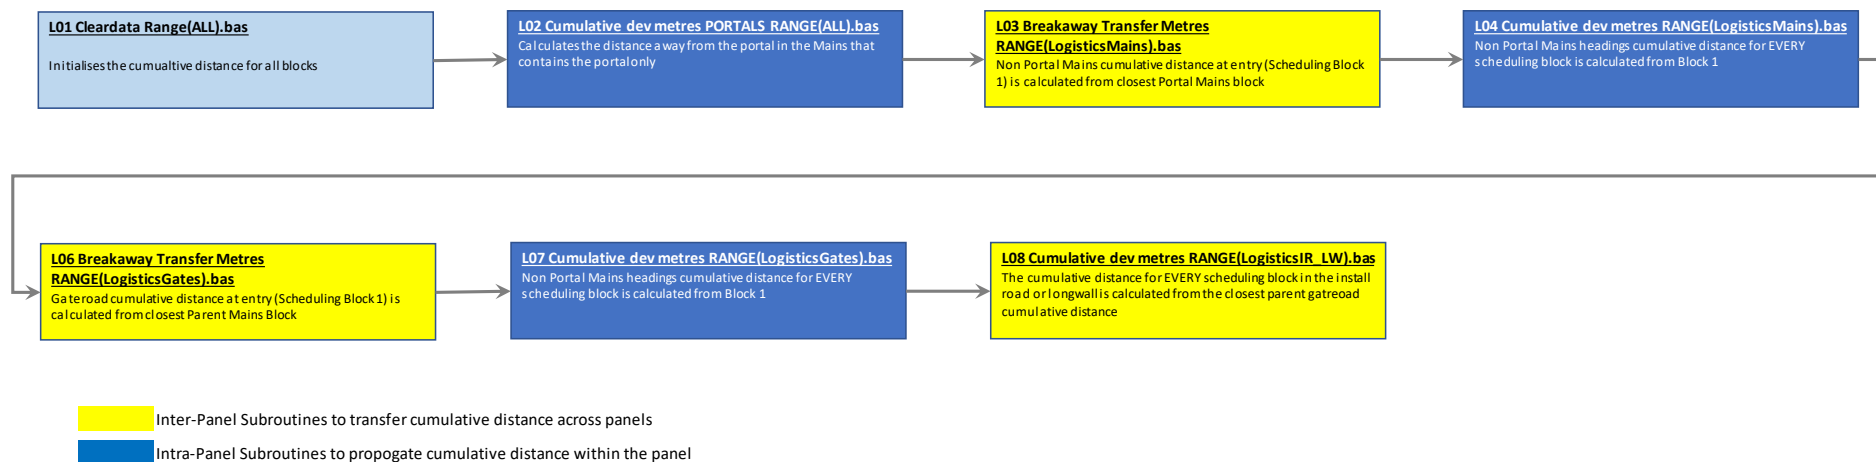 L01 Cleardata Range(ALL).bas
Initialises the cumualtive distance for all blocks
L02 Cumulative dev metres PORTALS RANGE(ALL).bas
Calculates the distance away from the portal in the Mains that
contains the portal only
L03 Breakaway Transfer Metres
RANGE(LogisticsMains).bas
Non Portal Mains cumulative distance at entry (Scheduling Block
1) is calculated from closest Portal Mains block
L04 Cumulative dev metres RANGE(LogisticsMains).bas
Non Portal Mains headings cumulative distance for EVERY
scheduling block is calculated from Block 1
L06 Breakaway Transfer Metres
RANGE(LogisticsGates).bas
Gateroad cumulative distance at entry (Scheduling Block 1) is
calculated from closest Parent Mains Block
L07 Cumulative dev metres RANGE(LogisticsGates).bas
Non Portal Mains headings cumulative distance for EVERY
scheduling block is calculated from Block 1
L08 Cumulative dev metres RANGE(LogisticsIR_LW).bas
The cumulative distance for EVERY scheduling block in the install
road or longwall is calculated from the closest parent gatreoad
cumulative distance
Inter-Panel Subroutines to transfer cumulative distance across panels
Intra-Panel Subroutines to propogate cumulative distance within the panel